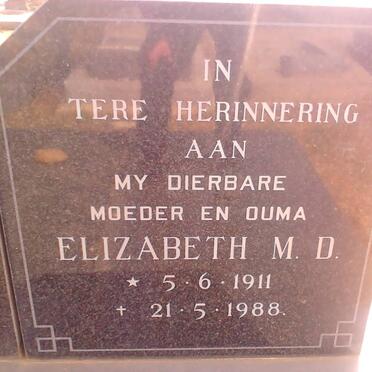 IN
TERE HERINNERING
AAN
MY DIERBARE
MOEDER EN OUMA
ELIZABETH M. D.
★ 5·6·1911
† 21·5·1988.